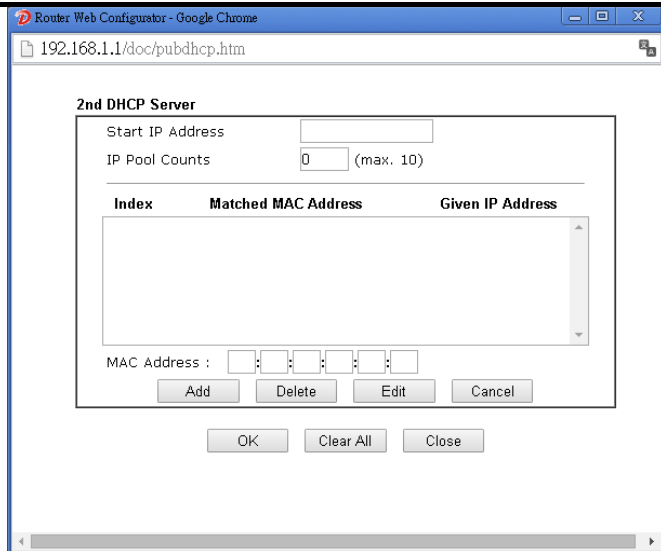 Router Web Configurator - Google Chrome
192.168.1.1/doc/pubdhcp.htm
2nd DHCP Server
Start IP Address
IP Pool Counts 0 (max. 10)
Index Matched MAC Address Given IP Address
MAC Address : : : : : :
Add Delete Edit Cancel
OK Clear All Close